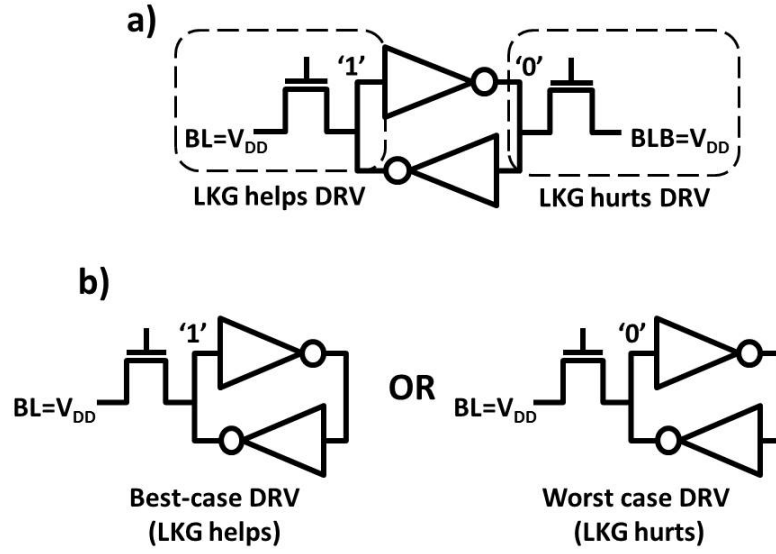 a)
‘1’
‘0’
BL=VDD
BLB=VDD
LKG helps DRV
LKG hurts DRV
b)
‘1’
‘0’
BL=VDD
OR
BL=VDD
Best-case DRV
(LKG helps)
Worst case DRV
(LKG hurts)